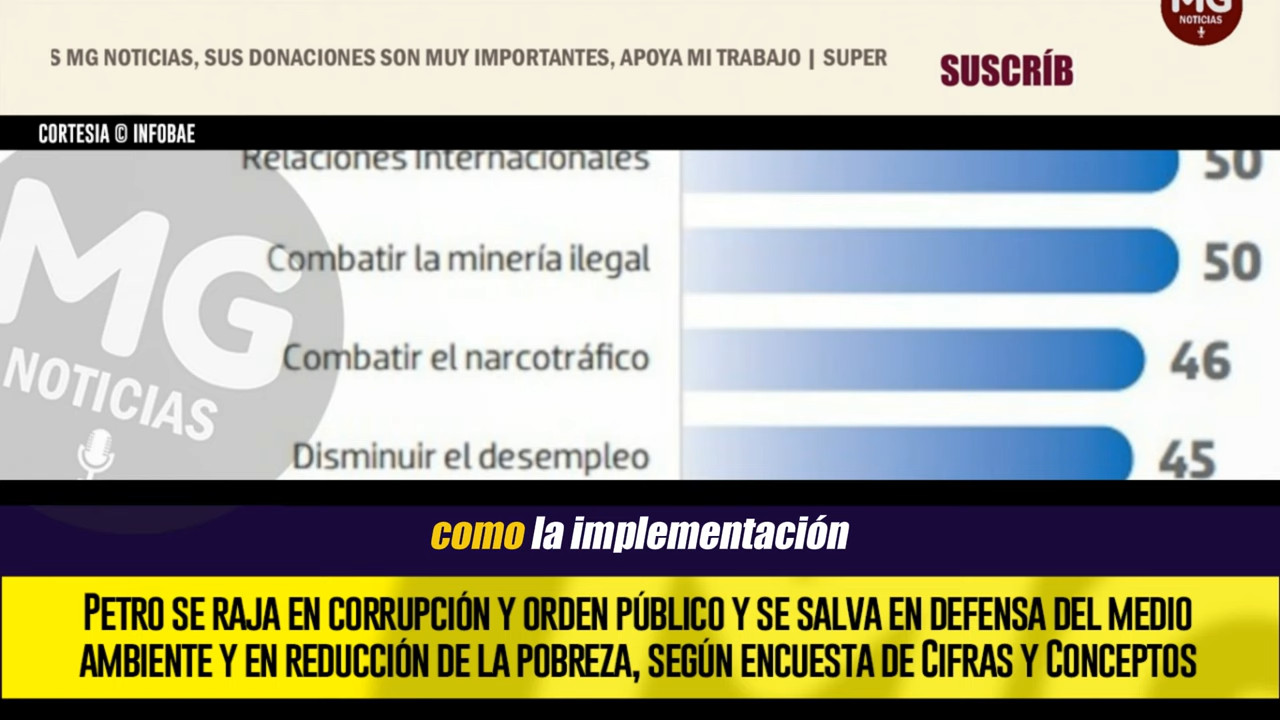 MG
NOTICIAS
S MG NOTICIAS, SUS DONACIONES SON MUY IMPORTANTES, APOYA MI TRABAJO | SUPER
SUSCRÍB
CORTESIA © INFOBAE
Relaciones Internacionales 50
Combatir la minería ilegal 50
Combatir el narcotráfico 46
Disminuir el desempleo 45
MG
NOTICIAS
como la implementación
PETRO SE RAJA EN CORRUPCIÓN Y ORDEN PÚBLICO Y SE SALVA EN DEFENSA DEL MEDIO
AMBIENTE Y EN REDUCCIÓN DE LA POBREZA, SEGÚN ENCUESTA DE CIFRAS Y CONCEPTOS